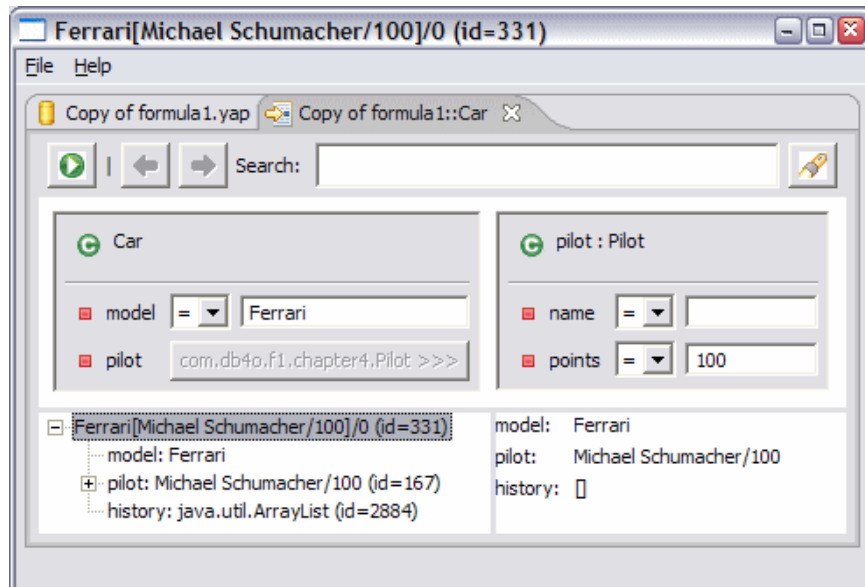 Ferrari[Michael Schumacher/100]/0 (id=331)
File Help
Copy of formula1.yap Copy of formula1::Car
Search:
Car
model = Ferrari
pilot com.db4o.f1.chapter4.Pilot >>>
pilot : Pilot
name =
points = 100
Ferrari[Michael Schumacher/100]/0 (id=331)
model: Ferrari
pilot: Michael Schumacher/100 (id=167)
history: java.util.ArrayList (id=2884)
model: Ferrari
pilot: Michael Schumacher/100
history: []